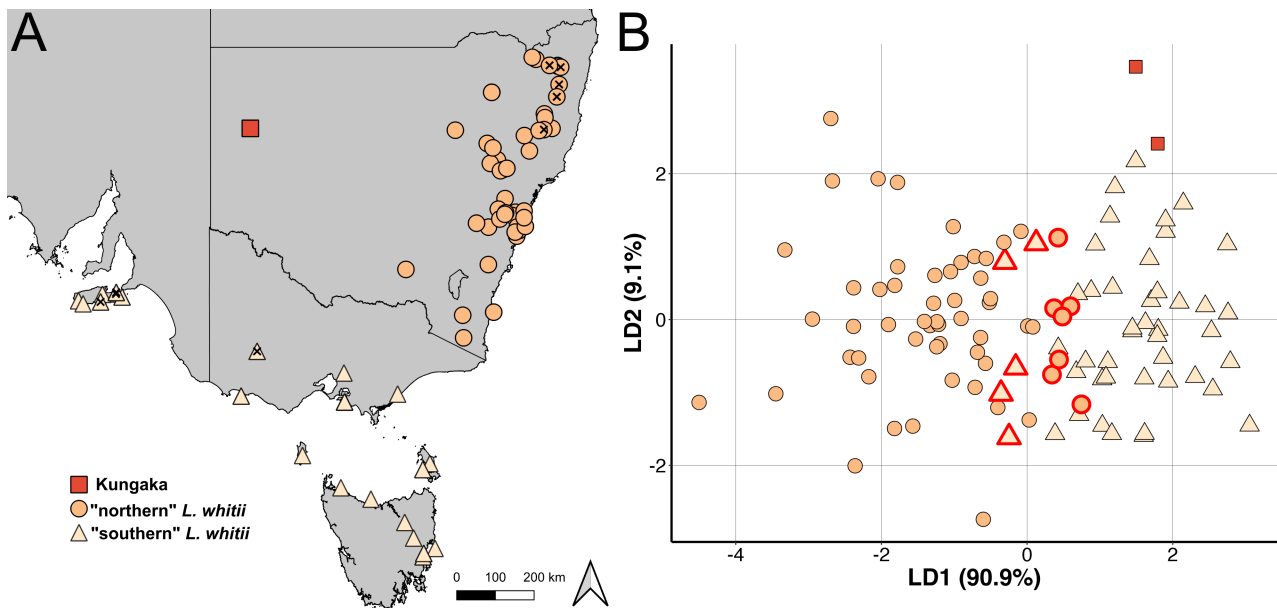 A
Kungaka
"northern" L. whitii
"southern" L. whitii
0 100 200 km
B
LD2 (9.1%)
2
0
-2
-4 -2 0 2
LD1 (90.9%)